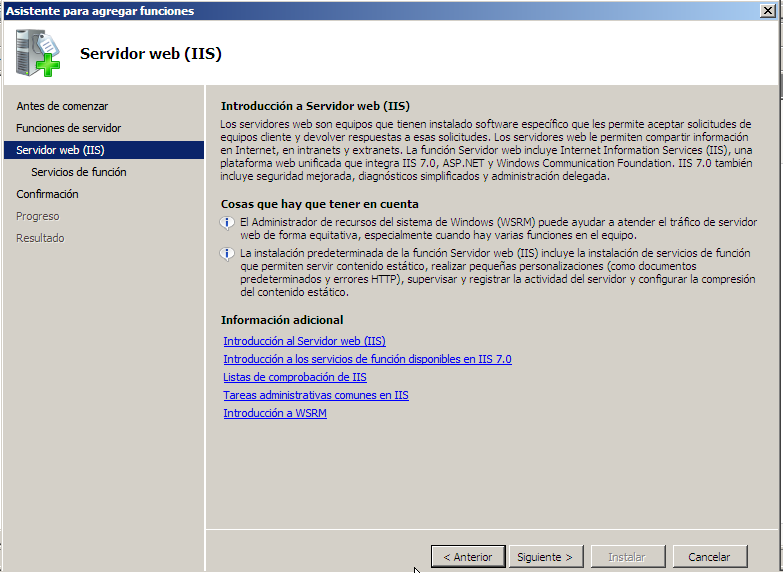 Asistente para agregar funciones
Servidor web (IIS)
Antes de comenzar
Funciones de servidor
Servidor web (IIS)
Servicios de función
Confirmación
Progreso
Resultado
Introducción a Servidor web (IIS)
Los servidores web son equipos que tienen instalado software específico que les permite aceptar solicitudes de
equipos cliente y devolver respuestas a esas solicitudes. Los servidores web le permiten compartir información
en Internet, en intranets y extranets. La función Servidor web incluye Internet Information Services (IIS), una
plataforma web unificada que integra IIS 7.0, ASP.NET y Windows Communication Foundation. IIS 7.0 también
incluye seguridad mejorada, diagnósticos simplificados y administración delegada.
Cosas que hay que tener en cuenta
El Administrador de recursos del sistema de Windows (WSRM) puede ayudar a atender el tráfico de servidor
web de forma equitativa, especialmente cuando hay varias funciones en el equipo.
La instalación predeterminada de la función Servidor web (IIS) incluye la instalación de servicios de función
que permiten servir contenido estático, realizar pequeñas personalizaciones (como documentos
predeterminados y errores HTTP), supervisar y registrar la actividad del servidor y configurar la compresión
del contenido estático.
Información adicional
Introducción al Servidor web (IIS)
Introducción a los servicios de función disponibles en IIS 7.0
Listas de comprobación de IIS
Tareas administrativas comunes en IIS
Introducción a WSRM
< Anterior
Siguiente >
Instalar
Cancelar